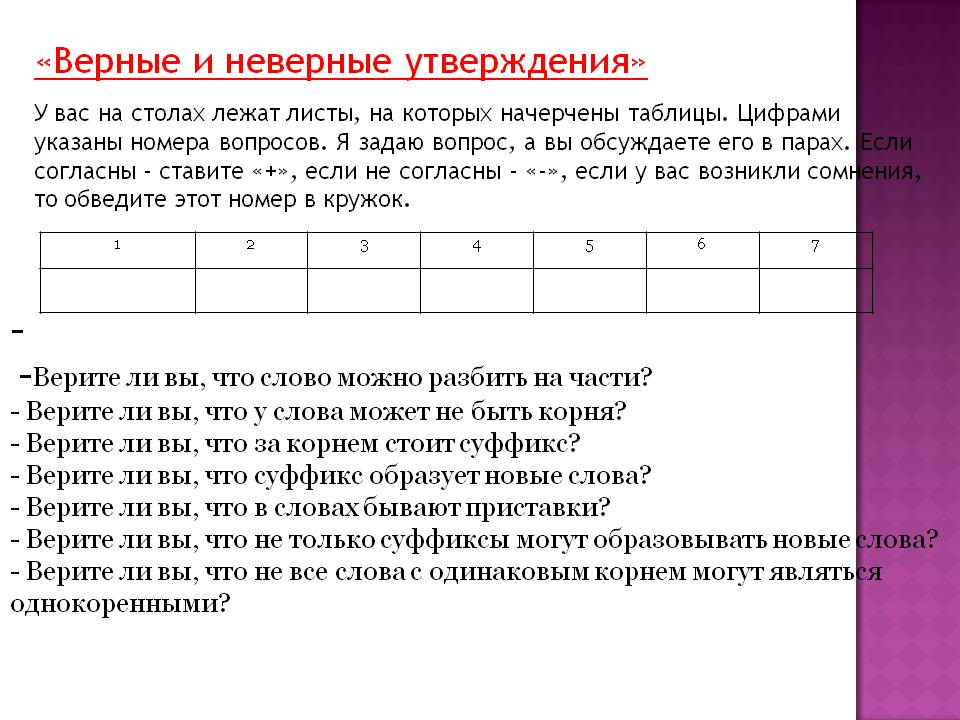 «Верные и неверные утверждения»
У вас на столах лежат листы, на которых начерчены таблицы. Цифрами
указаны номера вопросов. Я задаю вопрос, а вы обсуждаете его в парах. Если
согласны - ставите «+», если не согласны - «-», если у вас возникли сомнения,
то обведите этот номер в кружок.
1 2 3 4 5 6 7
-
-Верите ли вы, что слово можно разбить на части?
- Верите ли вы, что у слова может не быть корня?
- Верите ли вы, что за корнем стоит суффикс?
- Верите ли вы, что суффикс образует новые слова?
- Верите ли вы, что в словах бывают приставки?
- Верите ли вы, что не только суффиксы могут образовывать новые слова?
- Верите ли вы, что не все слова с одинаковым корнем могут являться
однокоренными?